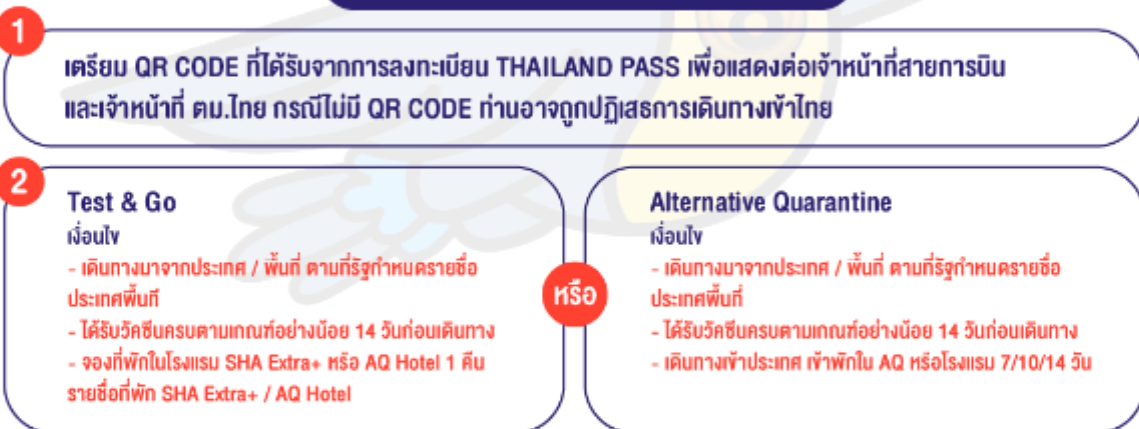 1
เตรียม QR CODE ที่ได้รับจากการลงทะเบียน THAILAND PASS เพื่อแสดงต่อเจ้าหน้าที่สายการบิน
และเจ้าหน้าที่ ตม.ไทย กรณีไม่มี QR CODE ท่านอาจถูกปฏิเสธการเดินทางเข้าไทย
2
Test & Go
เงื่อนไข
- เดินทางมาจากประเทศ / พื้นที่ ตามที่รัฐกำหนดรายชื่อ
ประเทศพื้นที่
- ได้รับวัคซีนครบตามเกณฑ์อย่างน้อย 14 วันก่อนเดินทาง
- จองที่พักในโรงแรม SHA Extra+ หรือ AQ Hotel 1 คืน
รายชื่อที่พัก SHA Extra+ / AQ Hotel
หรือ
Alternative Quarantine
เงื่อนไข
- เดินทางมาจากประเทศ / พื้นที่ ตามที่รัฐกำหนดรายชื่อ
ประเทศพื้นที่
- ได้รับวัคซีนครบตามเกณฑ์อย่างน้อย 14 วันก่อนเดินทาง
- เดินทางเข้าประเทศ เข้าพักใน AQ หรือโรงแรม 7/10/14 วัน